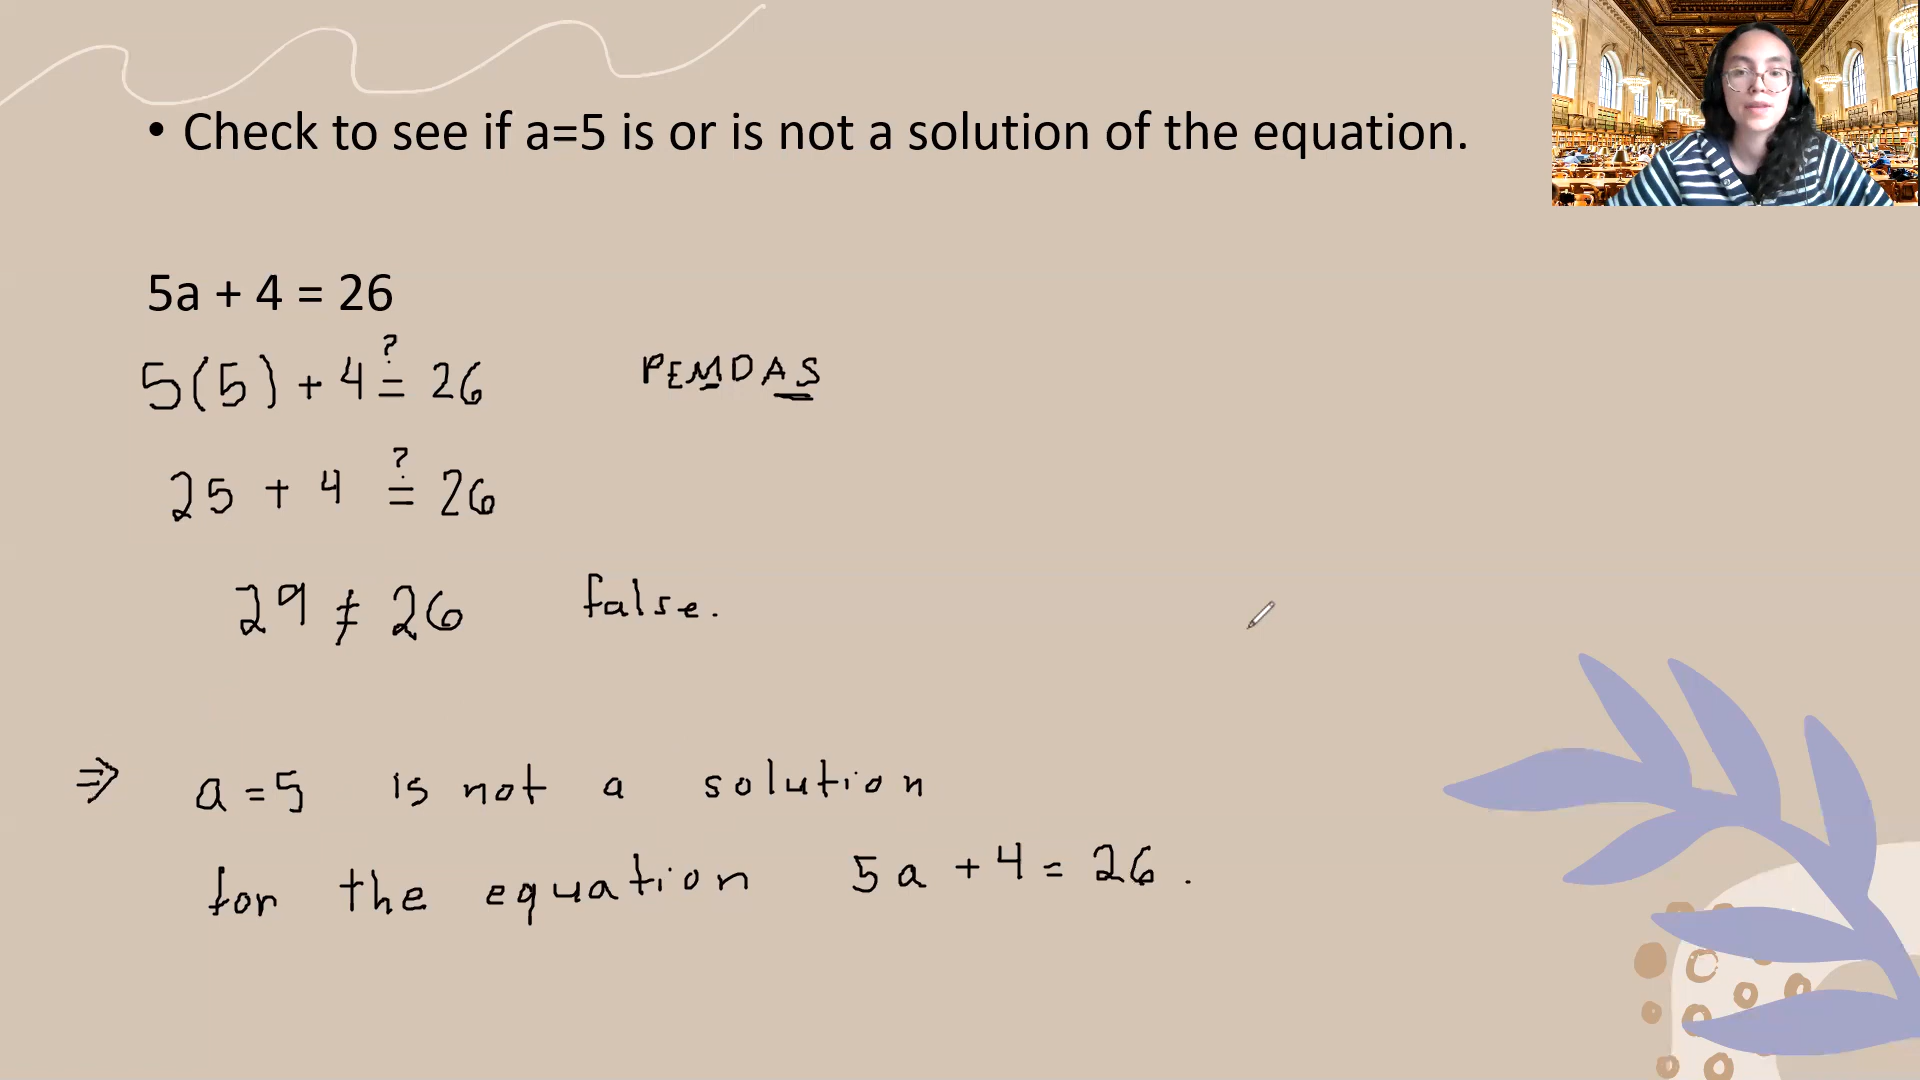 • Check to see if a=5 is or is not a solution of the equation.
5a + 4 = 26
5(5) + 4 ≟ 26 PEMDAS
25 + 4 ≟ 26
29 ≠ 26 false.
⇒ a = 5 is not a solution
for the equation 5a + 4 = 26.